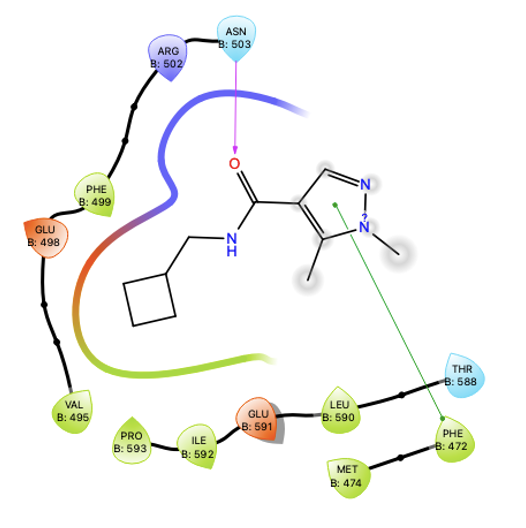 ASN
B: 503
ARG
B: 502
O
PHE
B: 499
N
N
?
GLU
B: 498
N
H
THR
B: 588
VAL
B: 495
LEU
B: 590
GLU
B: 591
PRO
B: 593
ILE
B: 592
PHE
B: 472
MET
B: 474